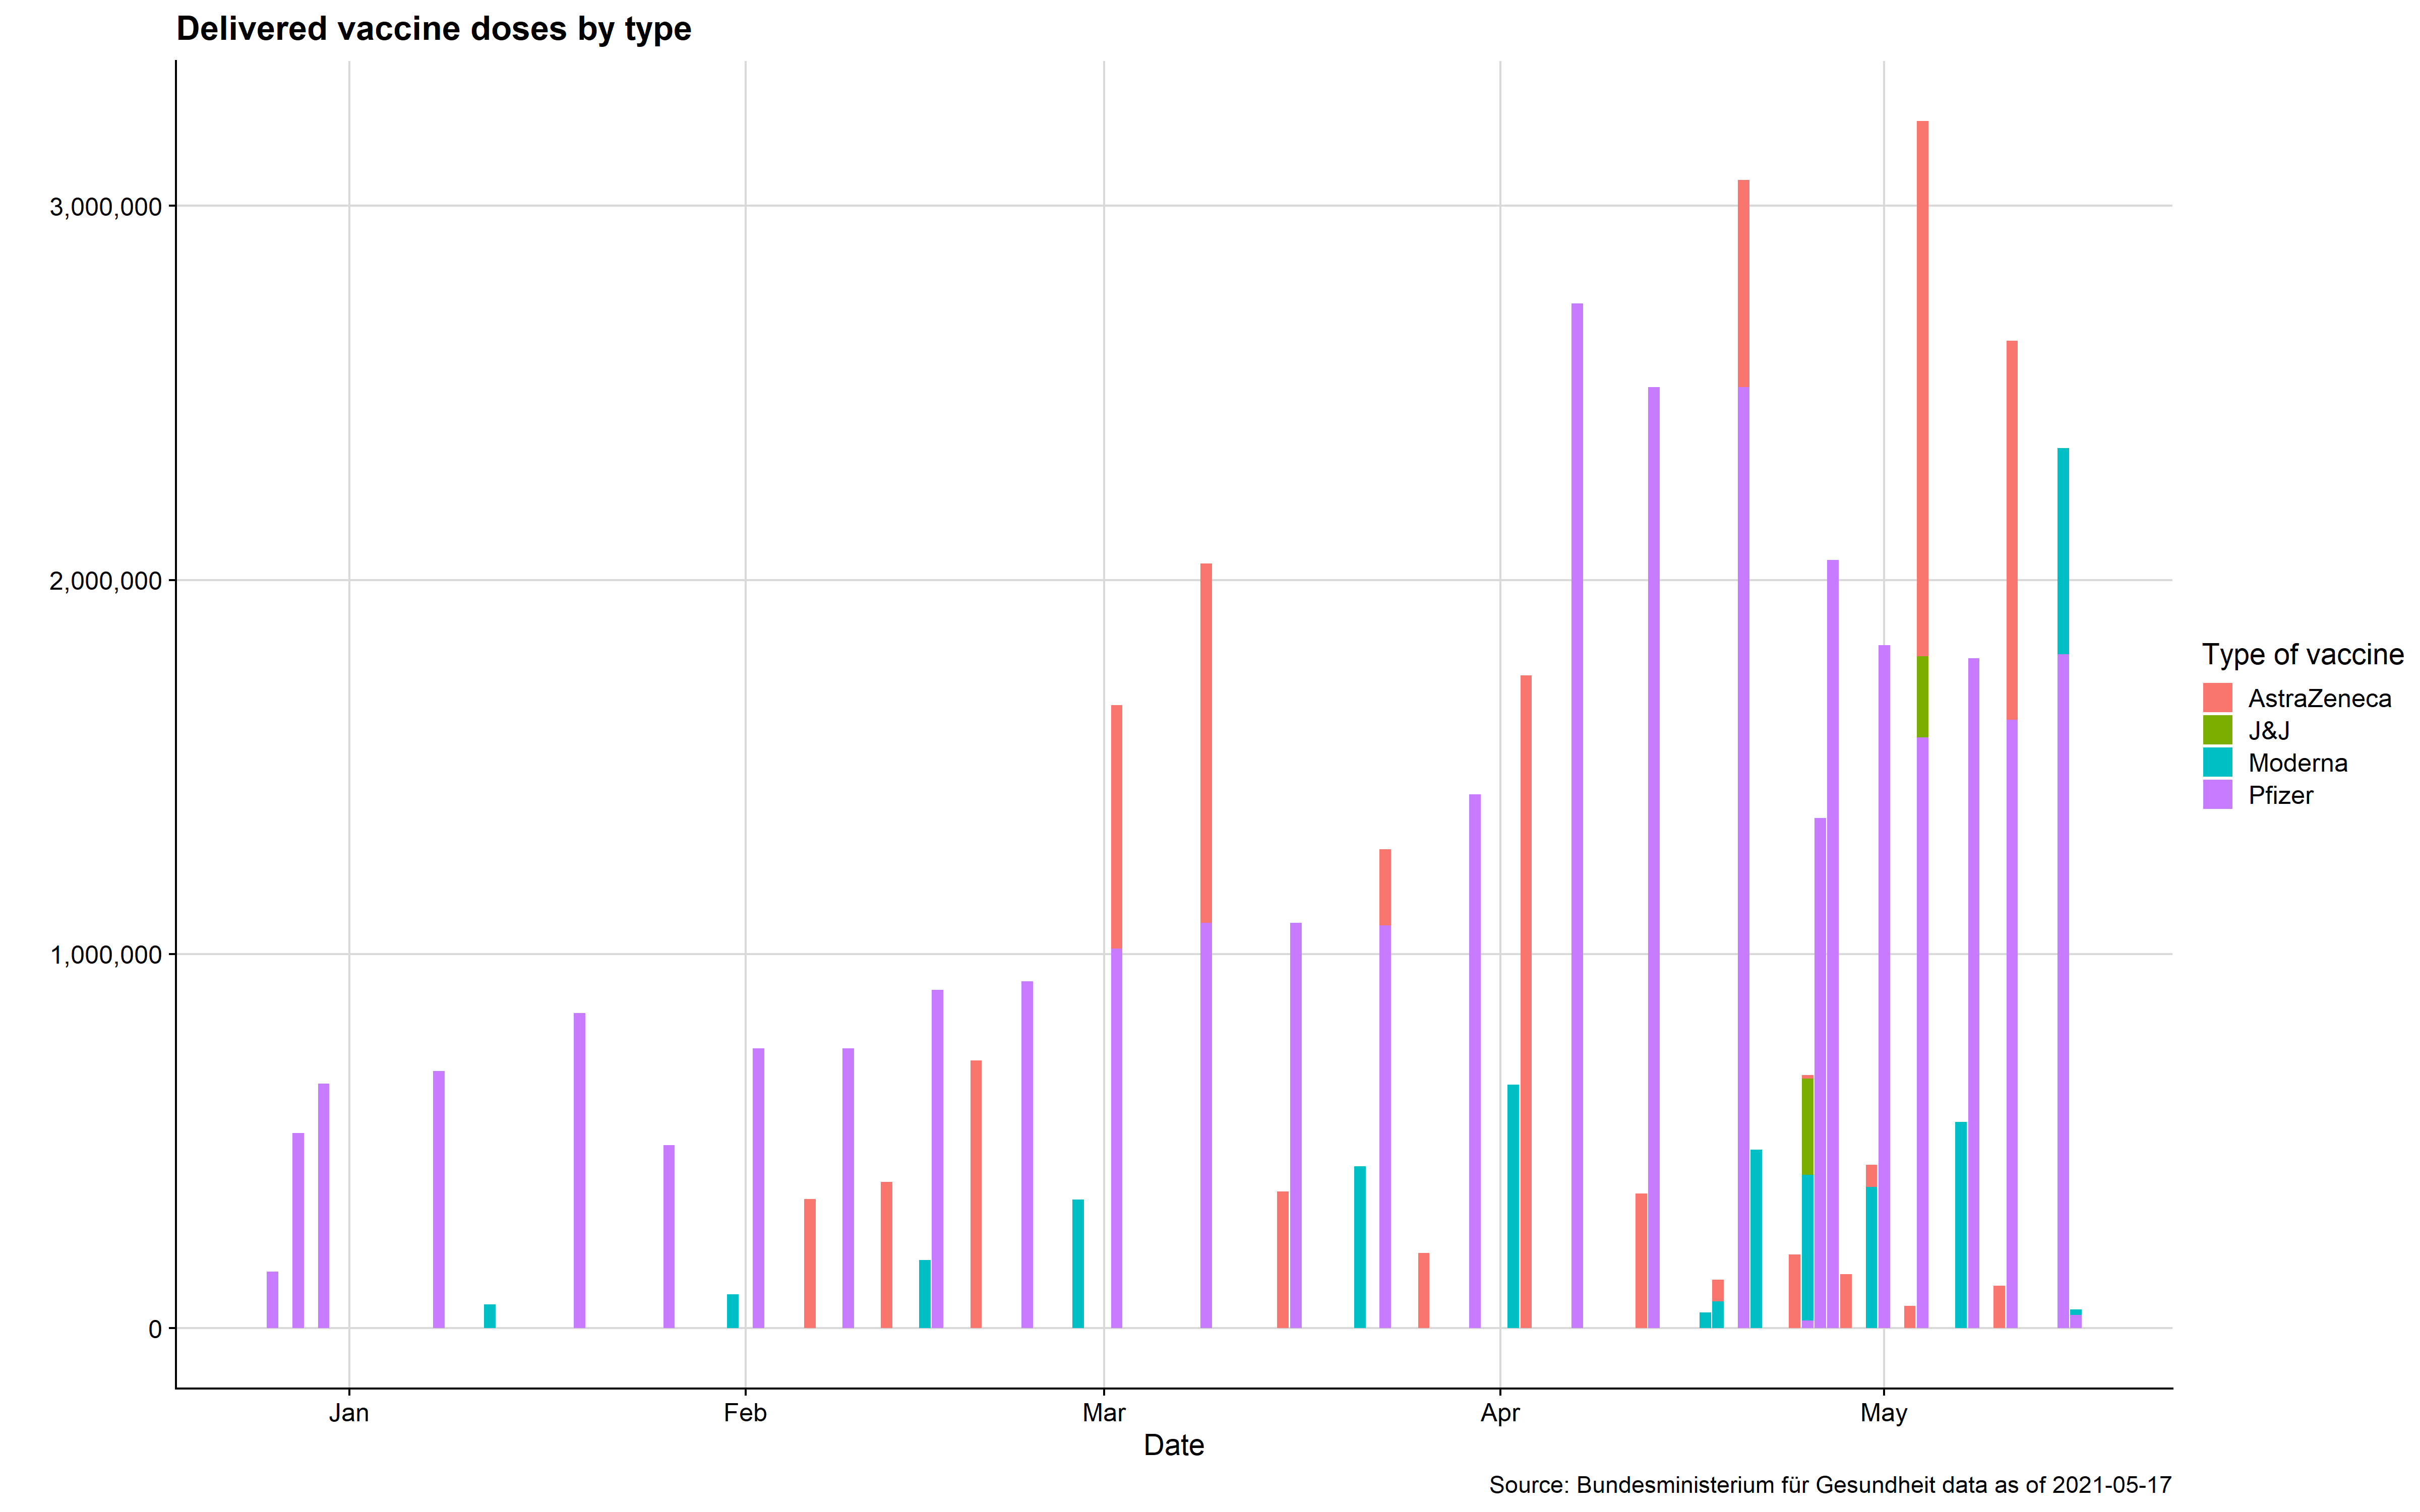 Delivered vaccine doses by type
3,000,000
2,000,000
1,000,000
0
Jan Feb Mar Apr May
Date
Type of vaccine
AstraZeneca
J&J
Moderna
Pfizer
Source: Bundesministerium für Gesundheit data as of 2021-05-17